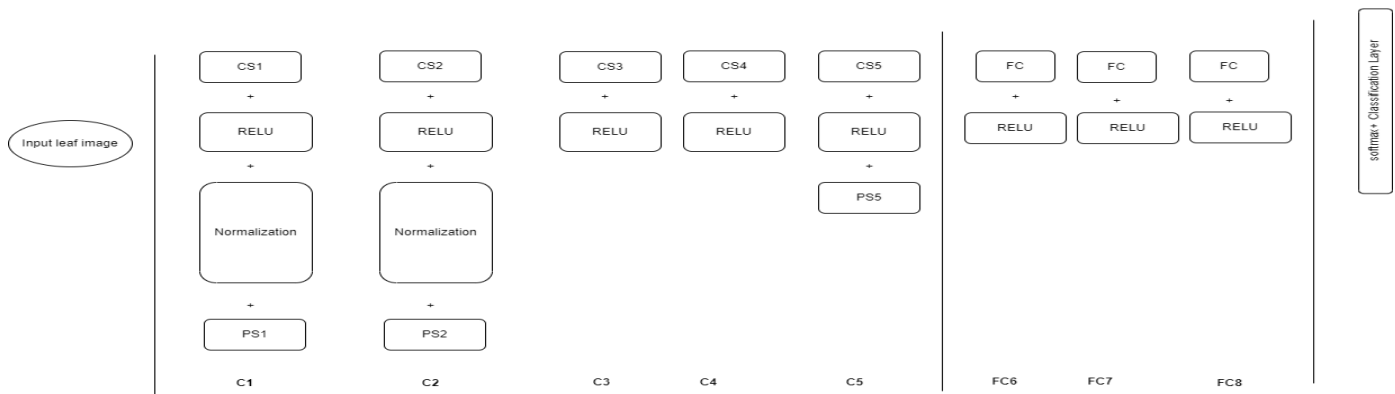 CS1 CS2 CS3 CS4 CS5 FC FC FC
+ + + + + + + +
RELU RELU RELU RELU RELU RELU RELU RELU
Input leaf image
+ + +
PS5
Normalization Normalization
+ +
PS1 PS2
C1 C2 C3 C4 C5 FC6 FC7 FC8
softmax+ Classification Layer